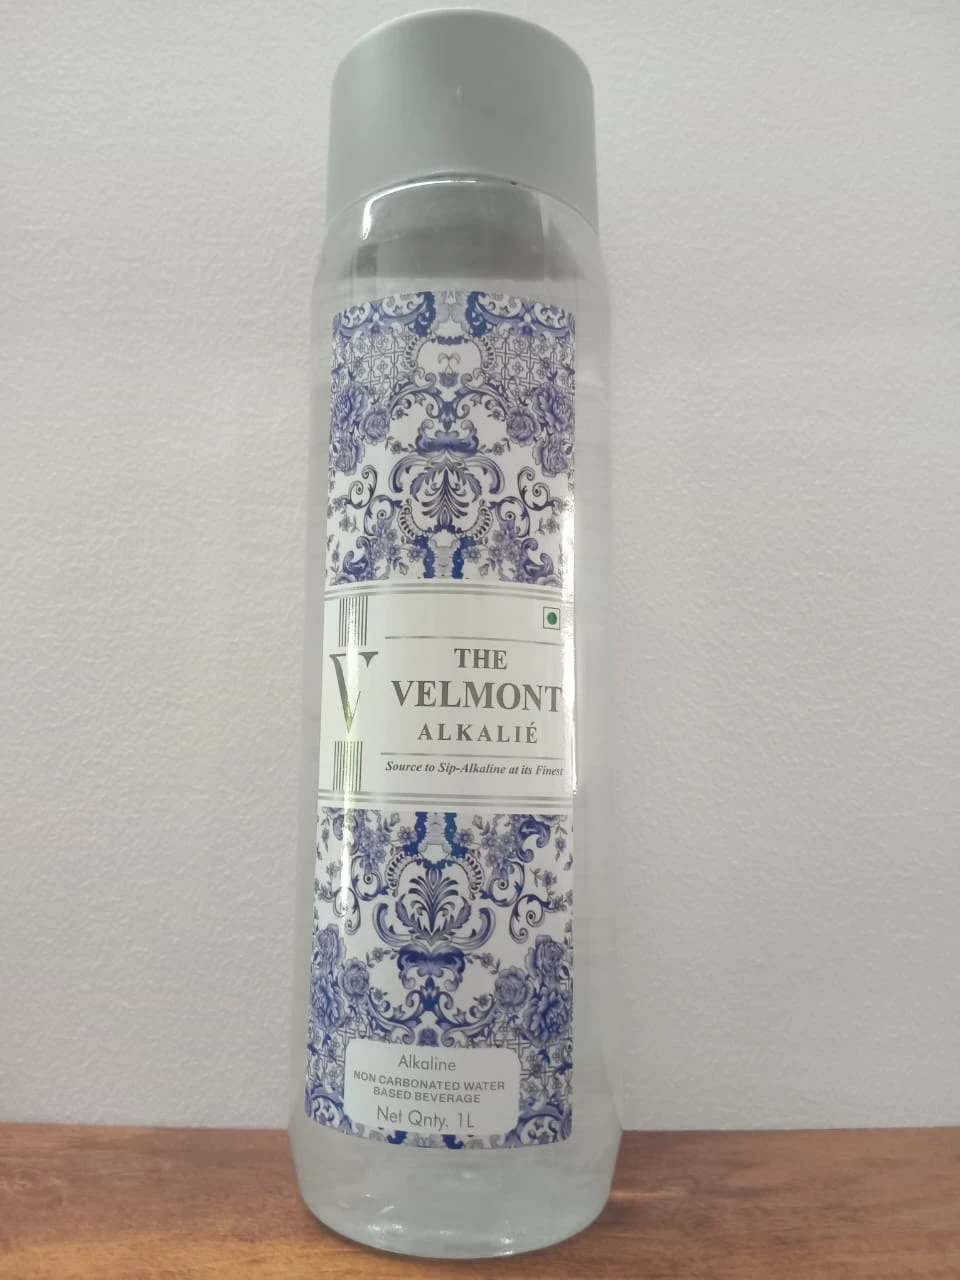 V
THE
VELMONT
ALKALIÉ
Source to Sip-Alkaline at its Finest
Alkaline
NON CARBONATED WATER
BASED BEVERAGE
Net Qnty. 1L